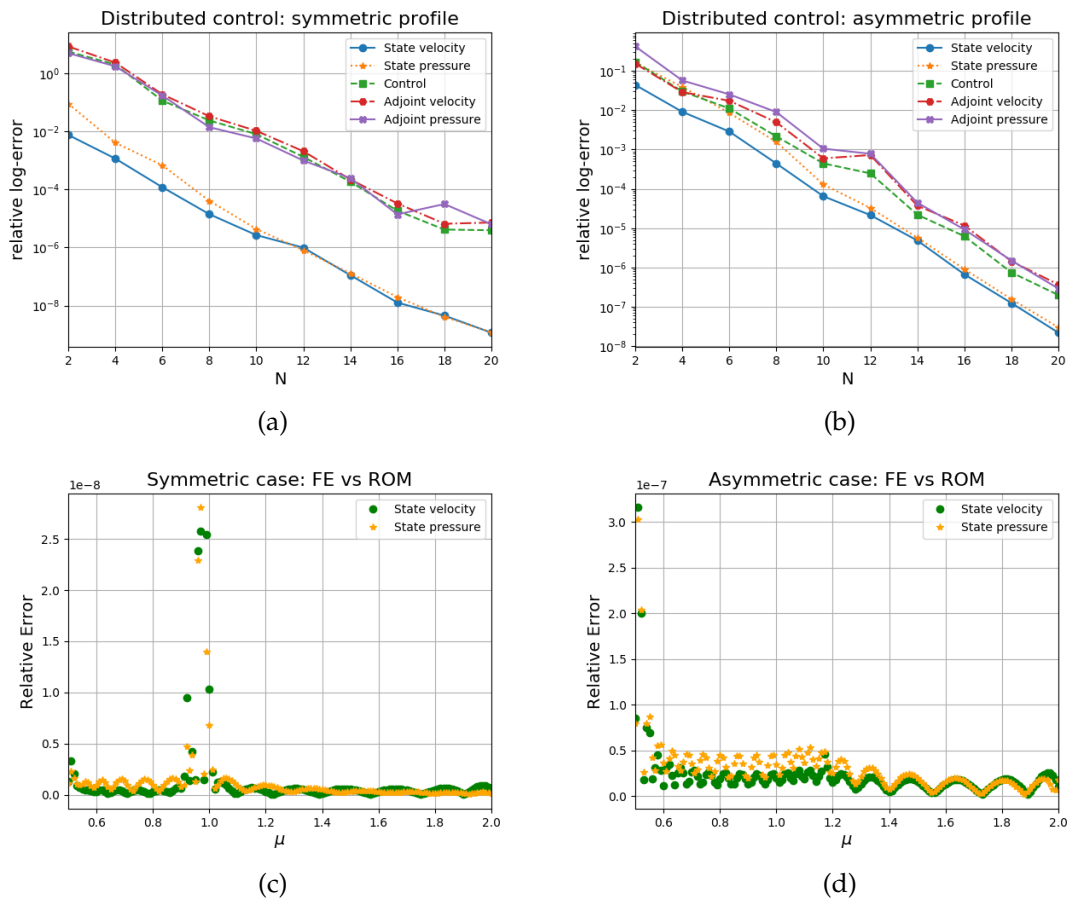 Distributed control: symmetric profile
relative log-error
10⁰
10⁻²
10⁻⁴
10⁻⁶
10⁻⁸
State velocity
State pressure
Control
Adjoint velocity
Adjoint pressure
2 4 6 8 10 12 14 16 18 20
N
(a)
Distributed control: asymmetric profile
relative log-error
10⁻¹
10⁻²
10⁻³
10⁻⁴
10⁻⁵
10⁻⁶
10⁻⁷
10⁻⁸
State velocity
State pressure
Control
Adjoint velocity
Adjoint pressure
2 4 6 8 10 12 14 16 18 20
N
(b)
Symmetric case: FE vs ROM
1e−8
Relative Error
2.5
2.0
1.5
1.0
0.5
0.0
State velocity
State pressure
0.6 0.8 1.0 1.2 1.4 1.6 1.8 2.0
μ
(c)
Asymmetric case: FE vs ROM
1e−7
Relative Error
3.0
2.5
2.0
1.5
1.0
0.5
0.0
State velocity
State pressure
0.6 0.8 1.0 1.2 1.4 1.6 1.8 2.0
μ
(d)